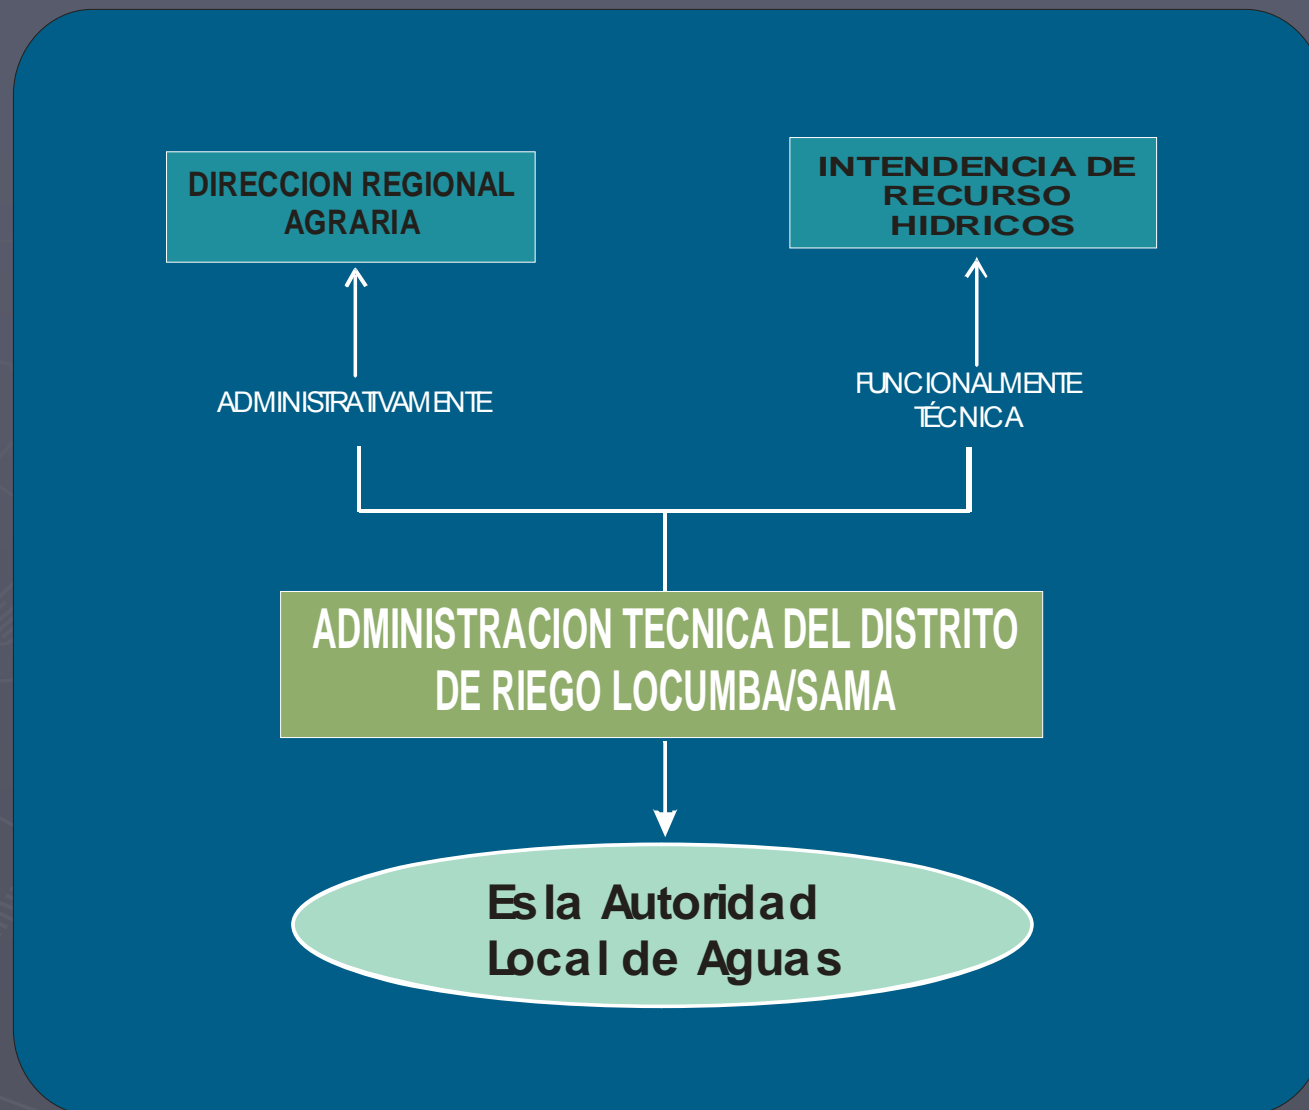 DIRECCION REGIONAL
AGRARIA
INTENDENCIA DE
RECURSO
HIDRICOS
ADMINISTRATIVAMENTE
FUNCIONALMENTE
TÉCNICA
ADMINISTRACION TECNICA DEL DISTRITO
DE RIEGO LOCUMBA/SAMA
Es la Autoridad
Local de Aguas